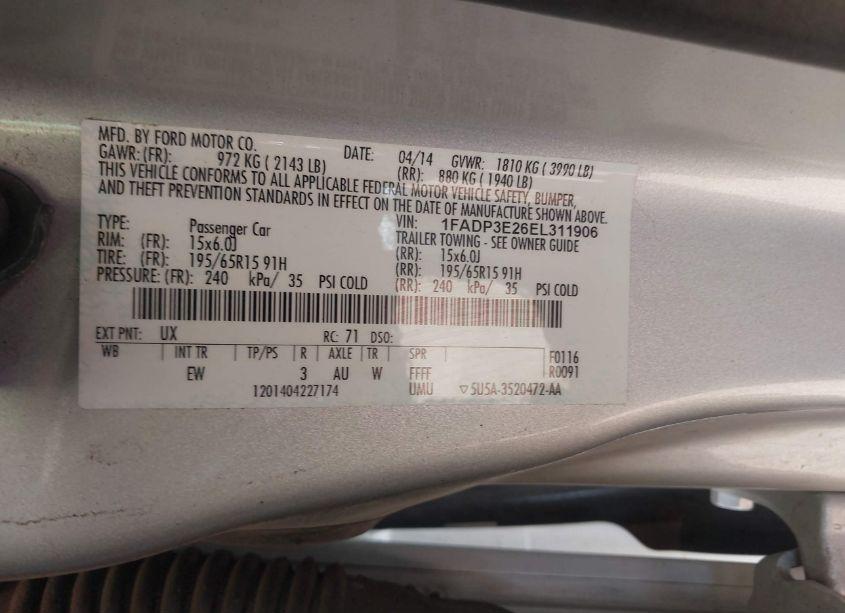 MFD. BY FORD MOTOR CO. DATE: 04/14 GVWR: 1810 KG ( 3990 LB)
GAWR: (FR): 972 KG ( 2143 LB) (RR): 880 KG ( 1940 LB)
THIS VEHICLE CONFORMS TO ALL APPLICABLE FEDERAL MOTOR VEHICLE SAFETY, BUMPER,
AND THEFT PREVENTION STANDARDS IN EFFECT ON THE DATE OF MANUFACTURE SHOWN ABOVE.
VIN: 1FADP3E26EL311906
TYPE: Passenger Car TRAILER TOWING - SEE OWNER GUIDE
RIM: (FR): 15x6.0J (RR): 15x6.0J
TIRE: (FR): 195/65R15 91H (RR): 195/65R15 91H
PRESSURE: (FR): 240 kPa/ 35 PSI COLD (RR): 240 kPa/ 35 PSI COLD
EXT PNT: UX RC: 71 DSO:
WB INT TR TP/PS R AXLE TR SPR F0116
EW 3 AU W FFFF R0091
1201404227174 UMU ▽5U5A-3520472-AA